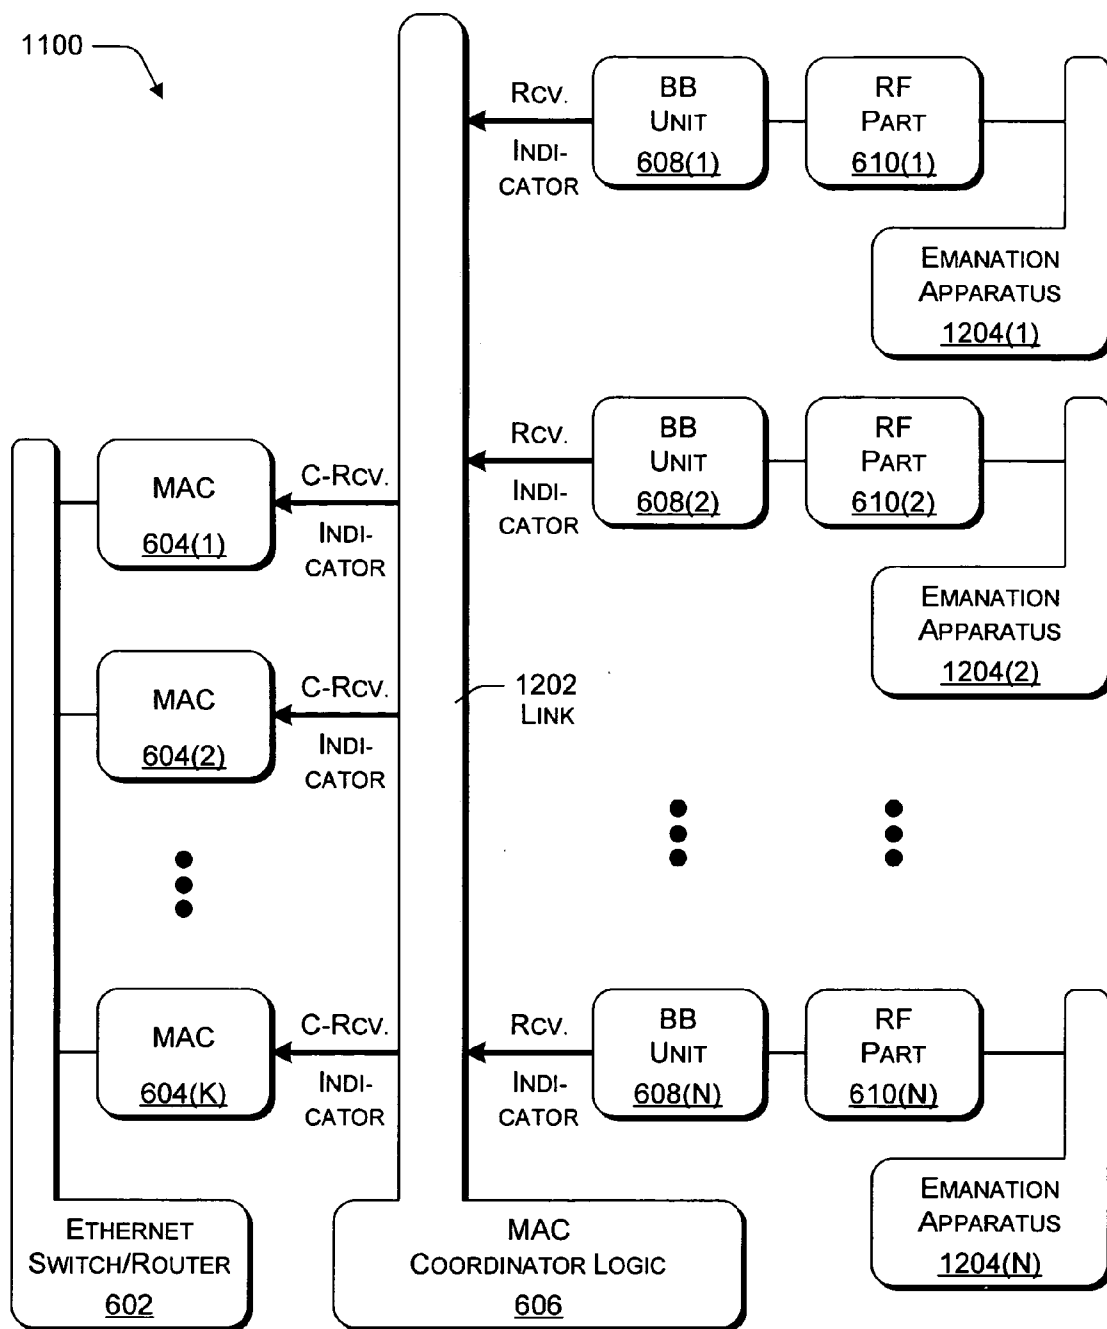 1100
RCV.
INDI-
CATOR
BB
UNIT
608(1)
RF
PART
610(1)
EMANATION
APPARATUS
1204(1)
RCV.
INDI-
CATOR
BB
UNIT
608(2)
RF
PART
610(2)
EMANATION
APPARATUS
1204(2)
MAC
604(1)
C-RCV.
INDI-
CATOR
MAC
604(2)
C-RCV.
INDI-
CATOR
1202
LINK
MAC
604(K)
C-RCV.
INDI-
CATOR
RCV.
INDI-
CATOR
BB
UNIT
608(N)
RF
PART
610(N)
EMANATION
APPARATUS
1204(N)
ETHERNET
SWITCH/ROUTER
602
MAC
COORDINATOR LOGIC
606